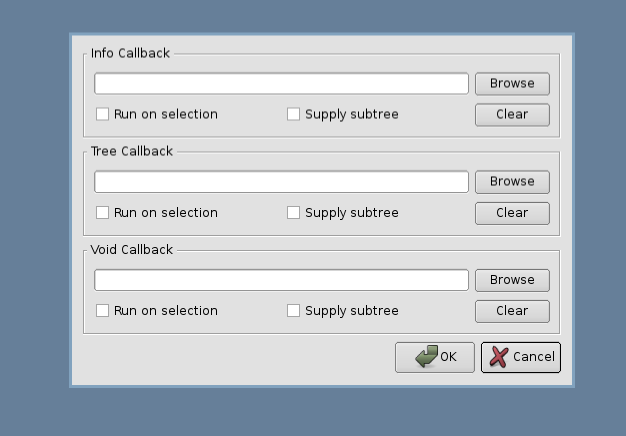 Info Callback
Browse
Run on selection Supply subtree Clear
Tree Callback
Browse
Run on selection Supply subtree Clear
Void Callback
Browse
Run on selection Supply subtree Clear
OK Cancel